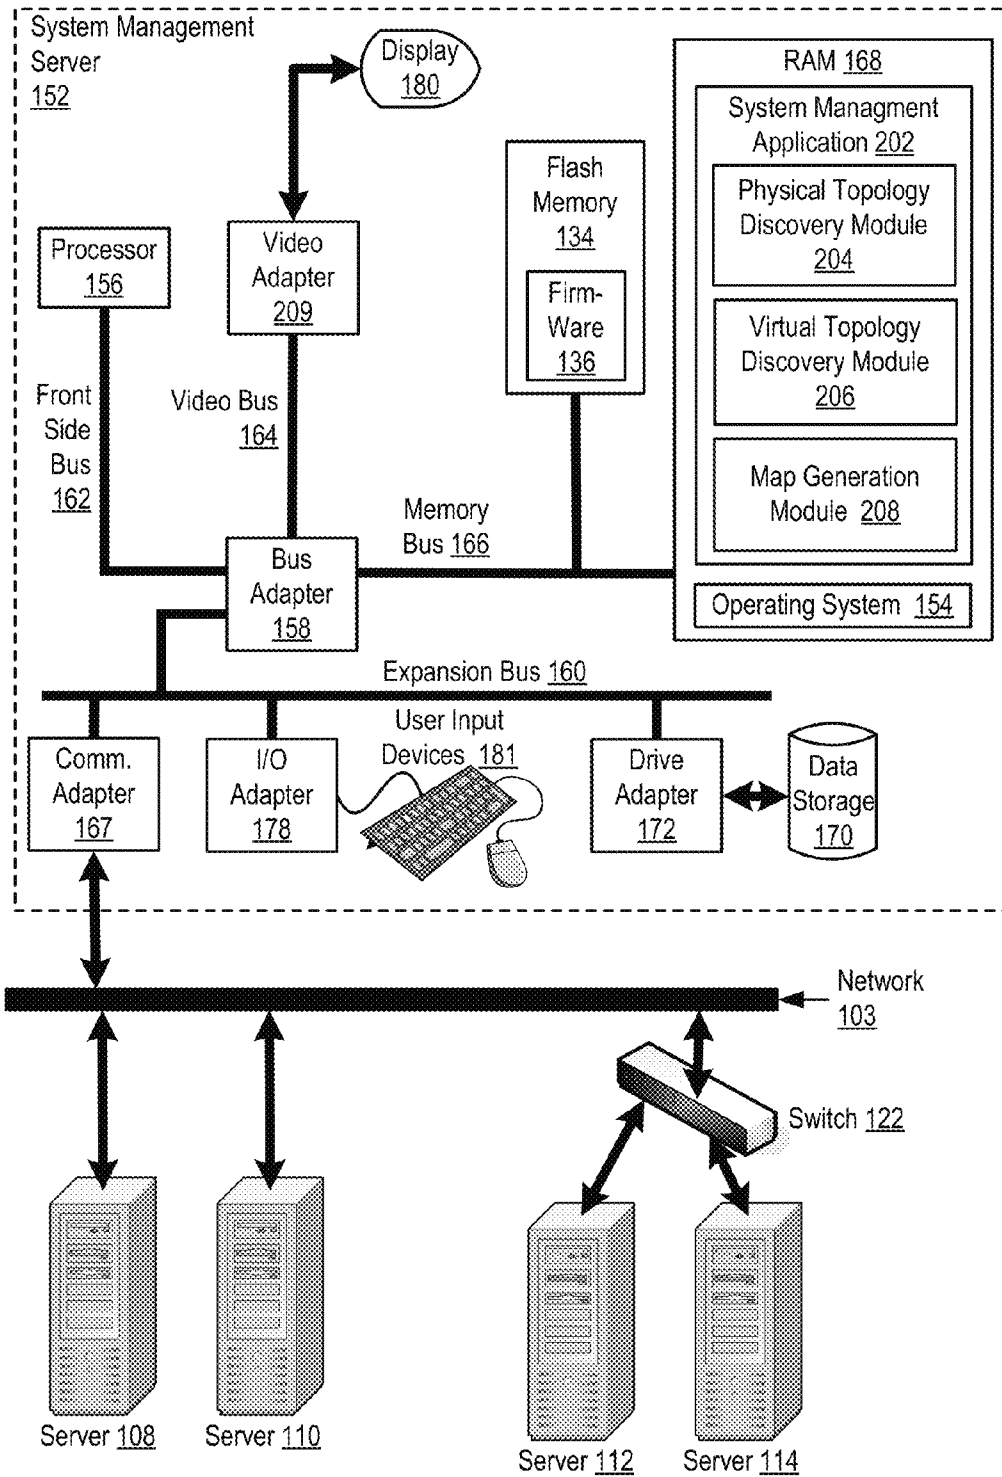 System Management
Server
152
Display
180
RAM 168
System Managment
Application 202
Physical Topology
Discovery Module
204
Virtual Topology
Discovery Module
206
Map Generation
Module 208
Operating System 154
Flash
Memory
134
Firm-
Ware
136
Processor
156
Video
Adapter
209
Front
Side
Bus
162
Video Bus
164
Memory
Bus 166
Bus
Adapter
158
Expansion Bus 160
Comm.
Adapter
167
I/O
Adapter
178
User Input
Devices 181
Drive
Adapter
172
Data
Storage
170
Network
103
Switch 122
Server 108
Server 110
Server 112
Server 114